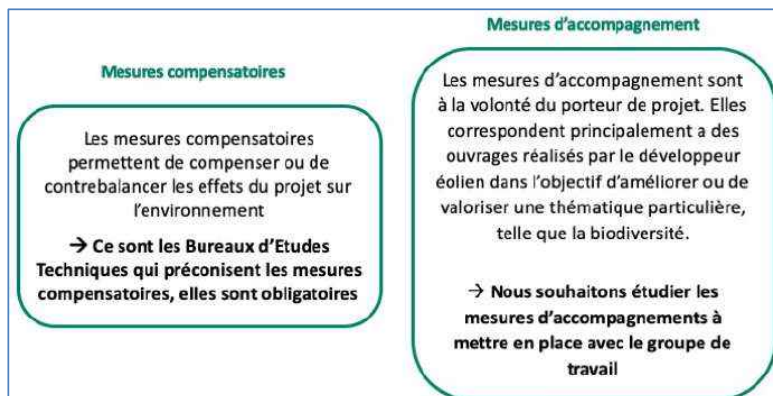 Mesures compensatoires
Les mesures compensatoires
permettent de compenser ou de
contrebalancer les effets du projet sur
l'environnement
→ Ce sont les Bureaux d'Etudes
Techniques qui préconisent les mesures
compensatoires, elles sont obligatoires
Mesures d'accompagnement
Les mesures d'accompagnement sont
à la volonté du porteur de projet. Elles
correspondent principalement a des
ouvrages réalisés par le développeur
éolien dans l'objectif d'améliorer ou de
valoriser une thématique particulière,
telle que la biodiversité.
→ Nous souhaitons étudier les
mesures d'accompagnements à
mettre en place avec le groupe de
travail